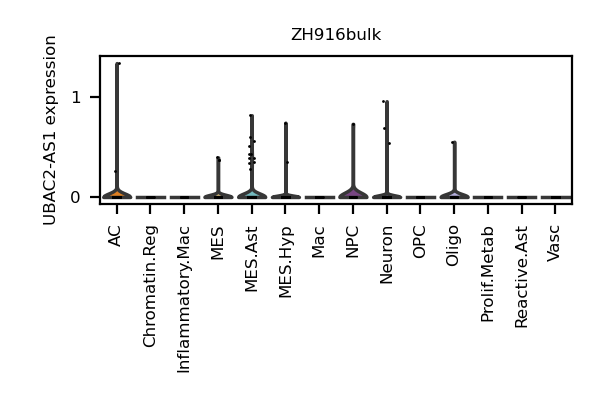 ZH916bulk
UBAC2-AS1 expression
1
0
AC
Chromatin.Reg
Inflammatory.Mac
MES
MES.Ast
MES.Hyp
Mac
NPC
Neuron
OPC
Oligo
Prolif.Metab
Reactive.Ast
Vasc